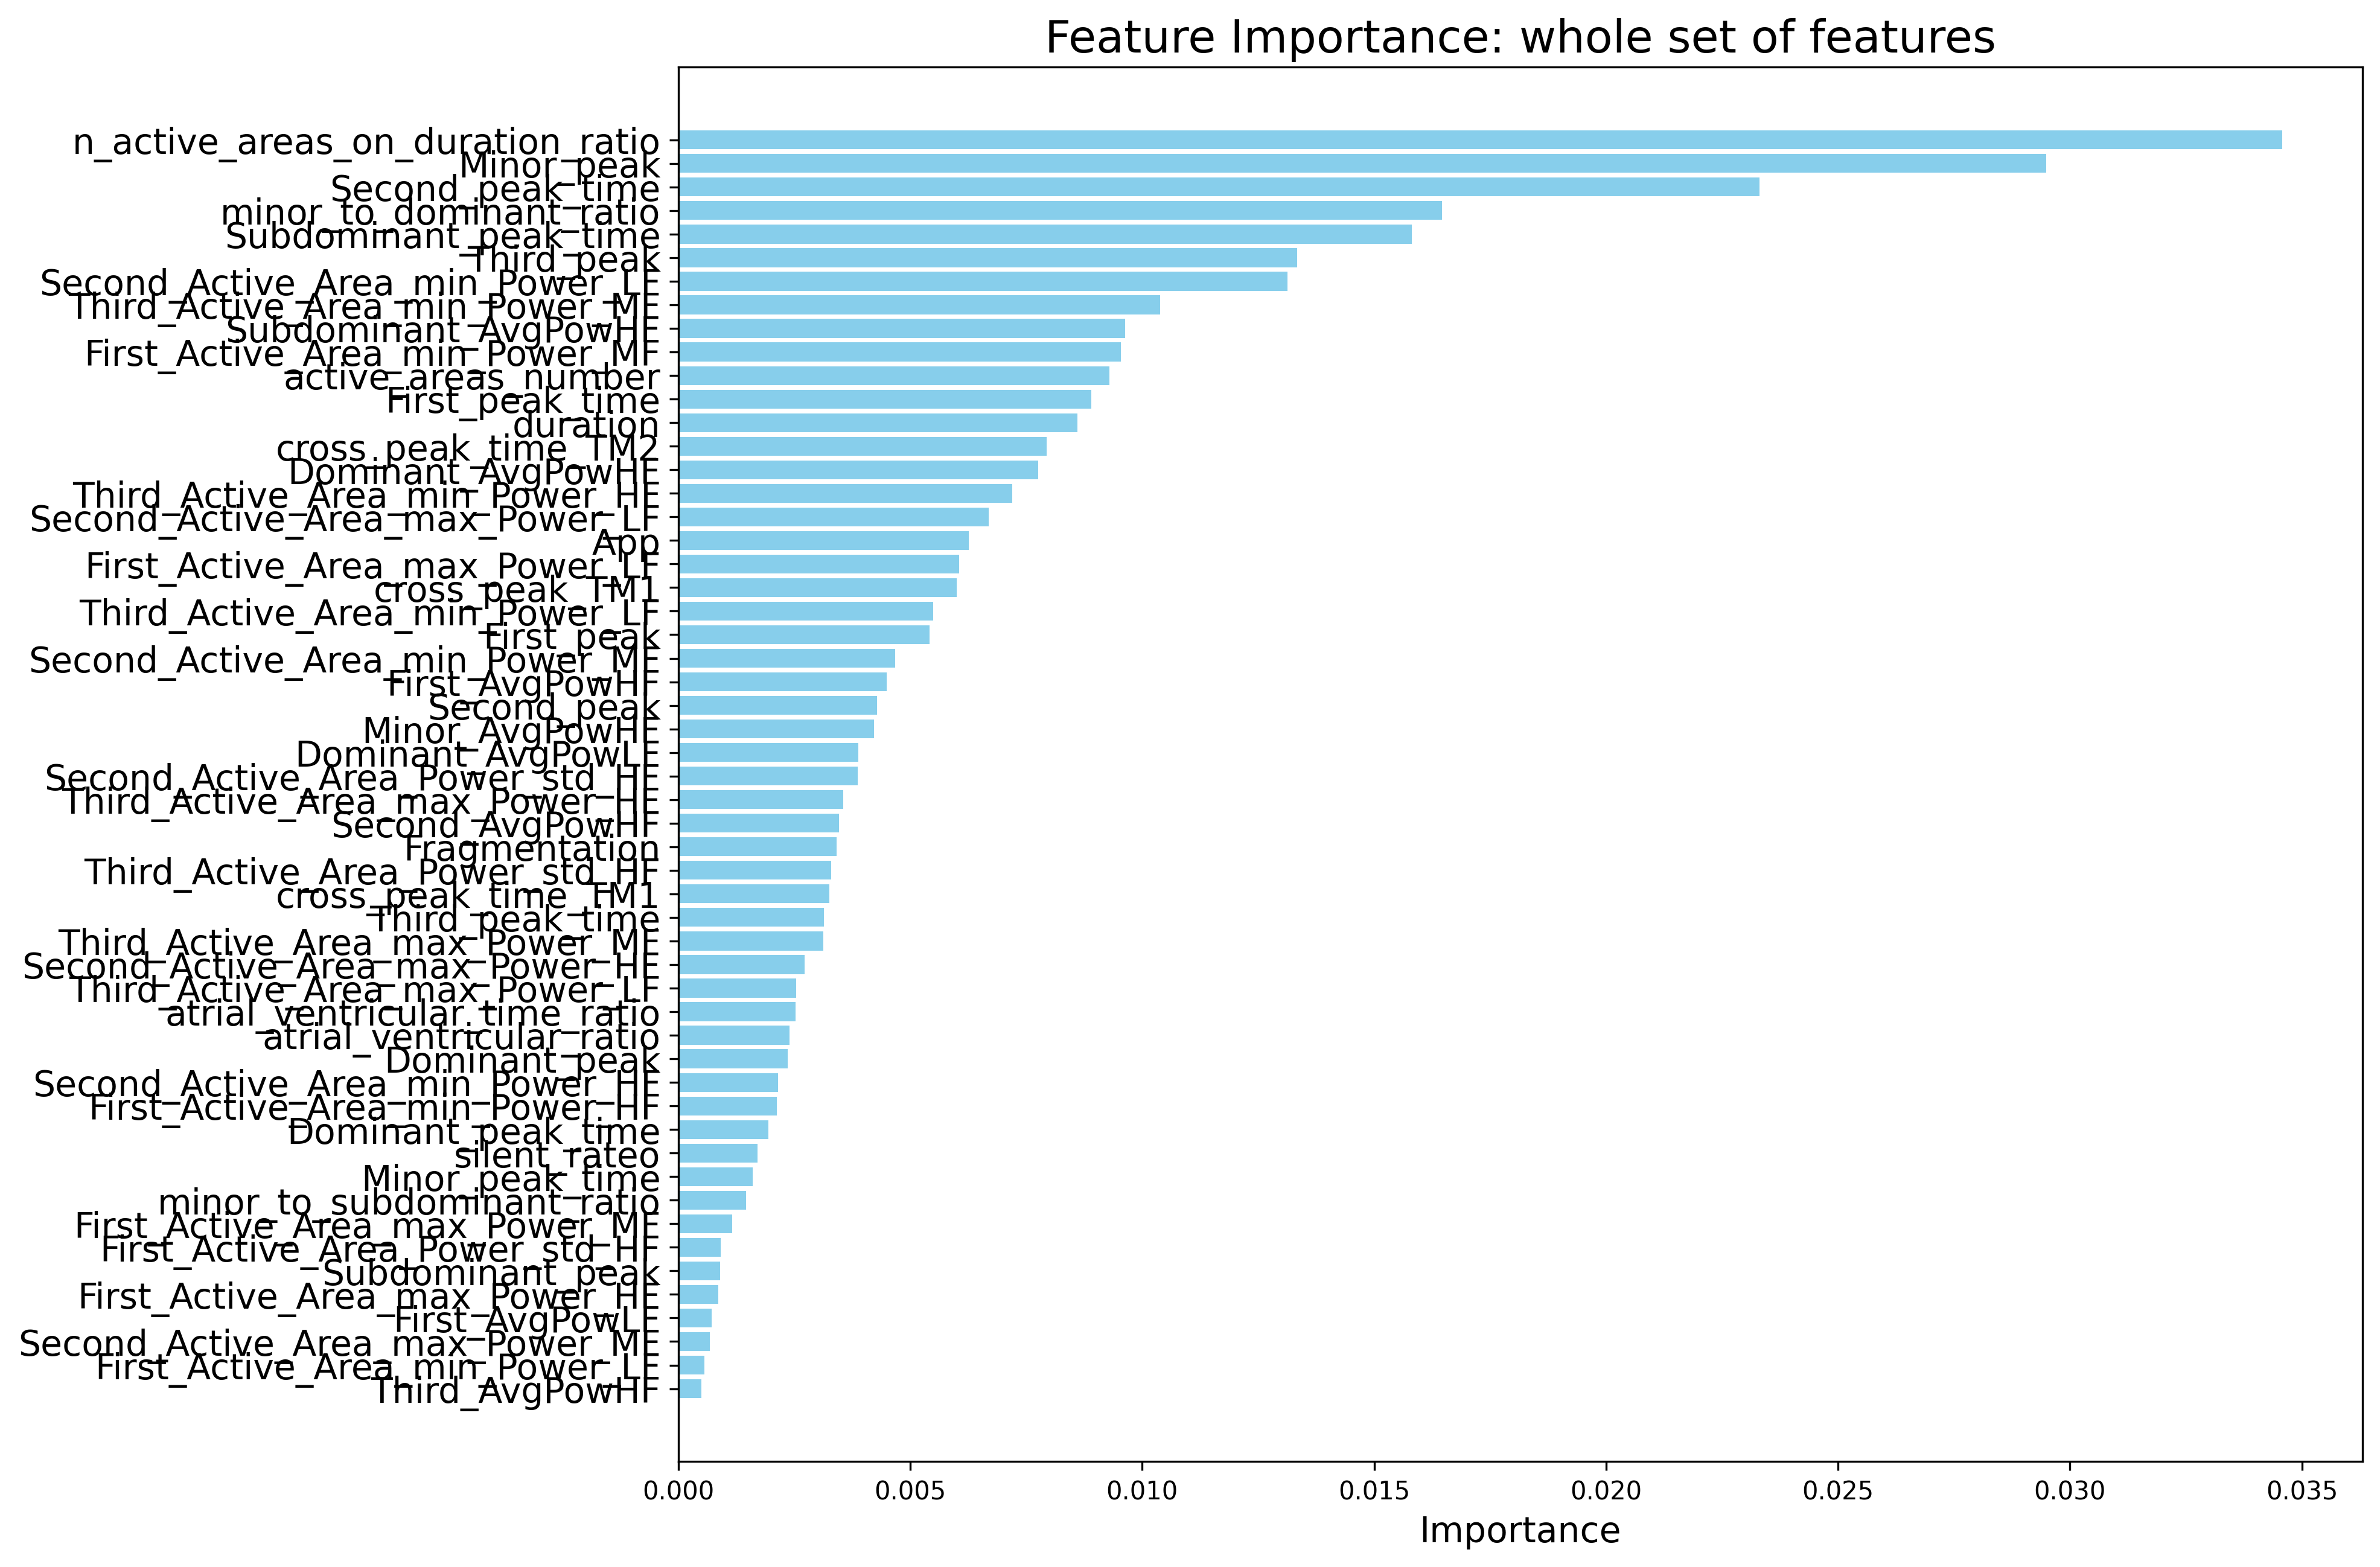 Feature Importance: whole set of features
n_active_areas_on_duration_ratio
Minor_peak
Second_peak_time
minor_to_dominant_ratio
Subdominant_peak_time
Third_peak
Second_Active_Area_min_Power_LF
Third_Active_Area_min_Power_MF
Subdominant_AvgPowHF
First_Active_Area_min_Power_MF
active_areas_number
First_peak_time
duration
cross_peak_time_TM2
Dominant_AvgPowHF
Third_Active_Area_min_Power_HF
Second_Active_Area_max_Power_LF
App
First_Active_Area_max_Power_LF
cross_peak_TM1
Third_Active_Area_min_Power_LF
First_peak
Second_Active_Area_min_Power_MF
First_AvgPowHF
Second_peak
Minor_AvgPowHF
Dominant_AvgPowLF
Second_Active_Area_Power_std_HF
Third_Active_Area_max_Power_HF
Second_AvgPowHF
Fragmentation
Third_Active_Area_Power_std_HF
cross_peak_time_TM1
Third_peak_time
Third_Active_Area_max_Power_MF
Second_Active_Area_max_Power_HF
Third_Active_Area_max_Power_LF
atrial_ventricular_time_ratio
atrial_ventricular_ratio
Dominant_peak
Second_Active_Area_min_Power_HF
First_Active_Area_min_Power_HF
Dominant_peak_time
silent_rateo
Minor_peak_time
minor_to_subdominant_ratio
First_Active_Area_max_Power_MF
First_Active_Area_Power_std_HF
Subdominant_peak
First_Active_Area_max_Power_HF
First_AvgPowLF
Second_Active_Area_max_Power_MF
First_Active_Area_min_Power_LF
Third_AvgPowHF
0.000 0.005 0.010 0.015 0.020 0.025 0.030 0.035
Importance